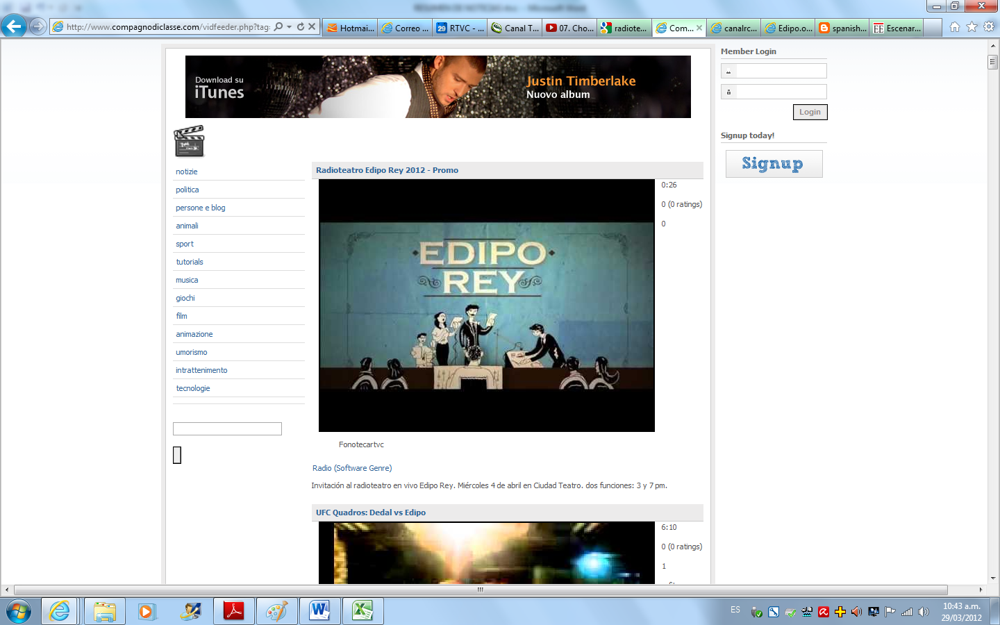 http://www.compagnodiclasse.com/vidfeeder.php?tag=
Hotmai...
Correo ...
29 RTVC - ...
Canal T...
07. Cho...
radiote...
Com...
canalrc...
Edipo.o...
spanish...
EE Escenar...
Download su
iTunes
Justin Timberlake
Nuovo album
Member Login
Login
Signup today!
Signup
notizie
politica
persone e blog
animali
sport
tutorials
musica
giochi
film
animazione
umorismo
intrattenimento
tecnologie
Radioteatro Edipo Rey 2012 - Promo
EDIPO
REY
0:26
0 (0 ratings)
0
Fonotecartvc
Radio (Software Genre)
Invitación al radioteatro en vivo Edipo Rey. Miércoles 4 de abril en Ciudad Teatro. dos funciones: 3 y 7 pm.
UFC Quadros: Dedal vs Edipo
6:10
0 (0 ratings)
1
ES
10:43 a.m.
29/03/2012